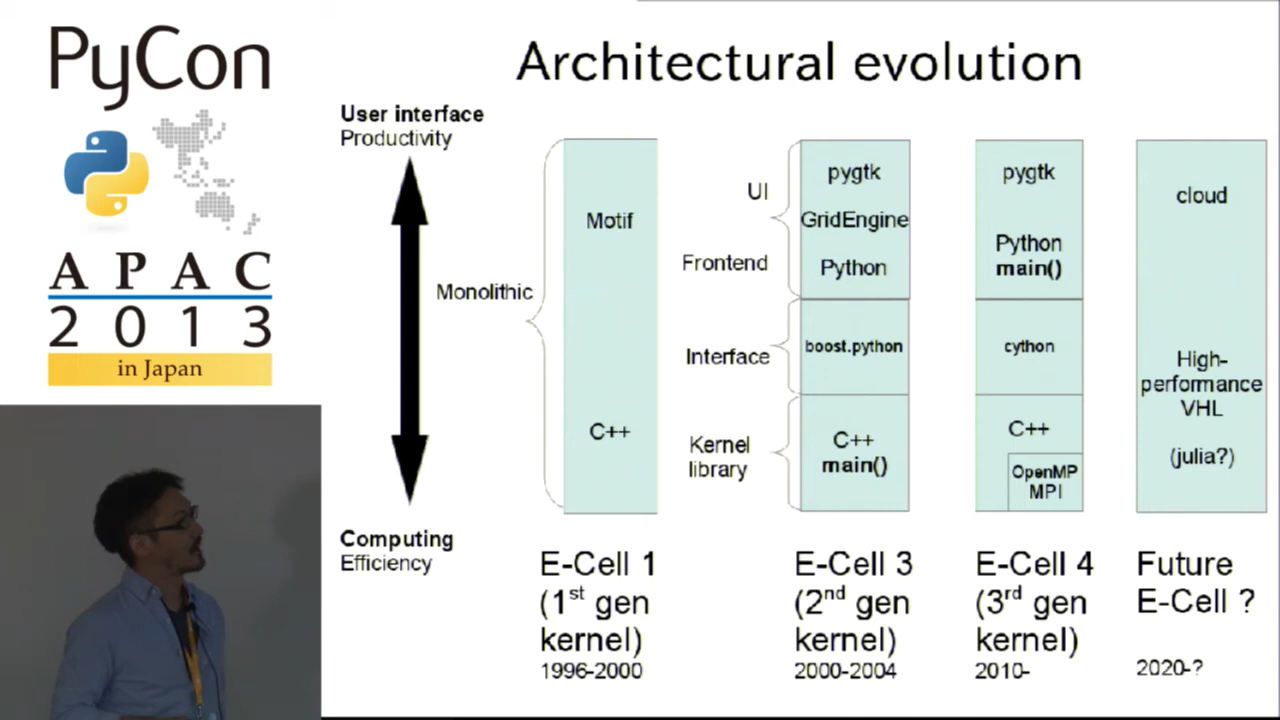 PyCon
APAC
2013
in Japan
Architectural evolution
User interface
Productivity
Monolithic
Computing
Efficiency
Motif
C++
E-Cell 1
(1st gen
kernel)
1996-2000
UI
Frontend
Interface
Kernel
library
pygtk
GridEngine
Python
boost.python
C++
main()
E-Cell 3
(2nd gen
kernel)
2000-2004
pygtk
Python
main()
cython
C++
OpenMP
MPI
E-Cell 4
(3rd gen
kernel)
2010-
cloud
High-
performance
VHL
(julia?)
Future
E-Cell ?
2020-?